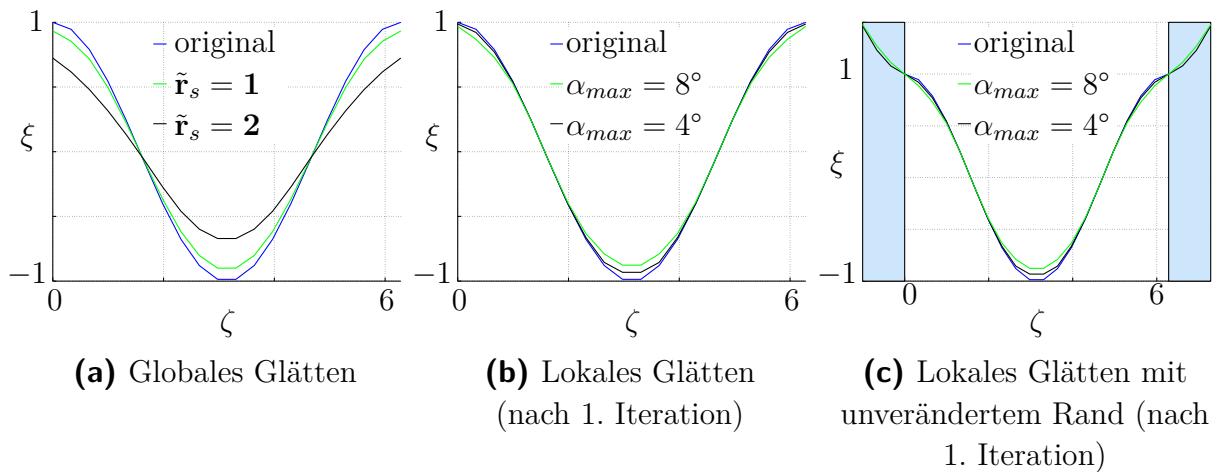 1
ξ
−1
0
6
ζ
original
r̃ₛ = 1
r̃ₛ = 2
(a) Globales Glätten
1
ξ
−1
0
6
ζ
original
αₘₐₓ = 8°
αₘₐₓ = 4°
(b) Lokales Glätten
(nach 1. Iteration)
1
ξ
−1
0
6
ζ
original
αₘₐₓ = 8°
αₘₐₓ = 4°
(c) Lokales Glätten mit
unverändertem Rand (nach
1. Iteration)